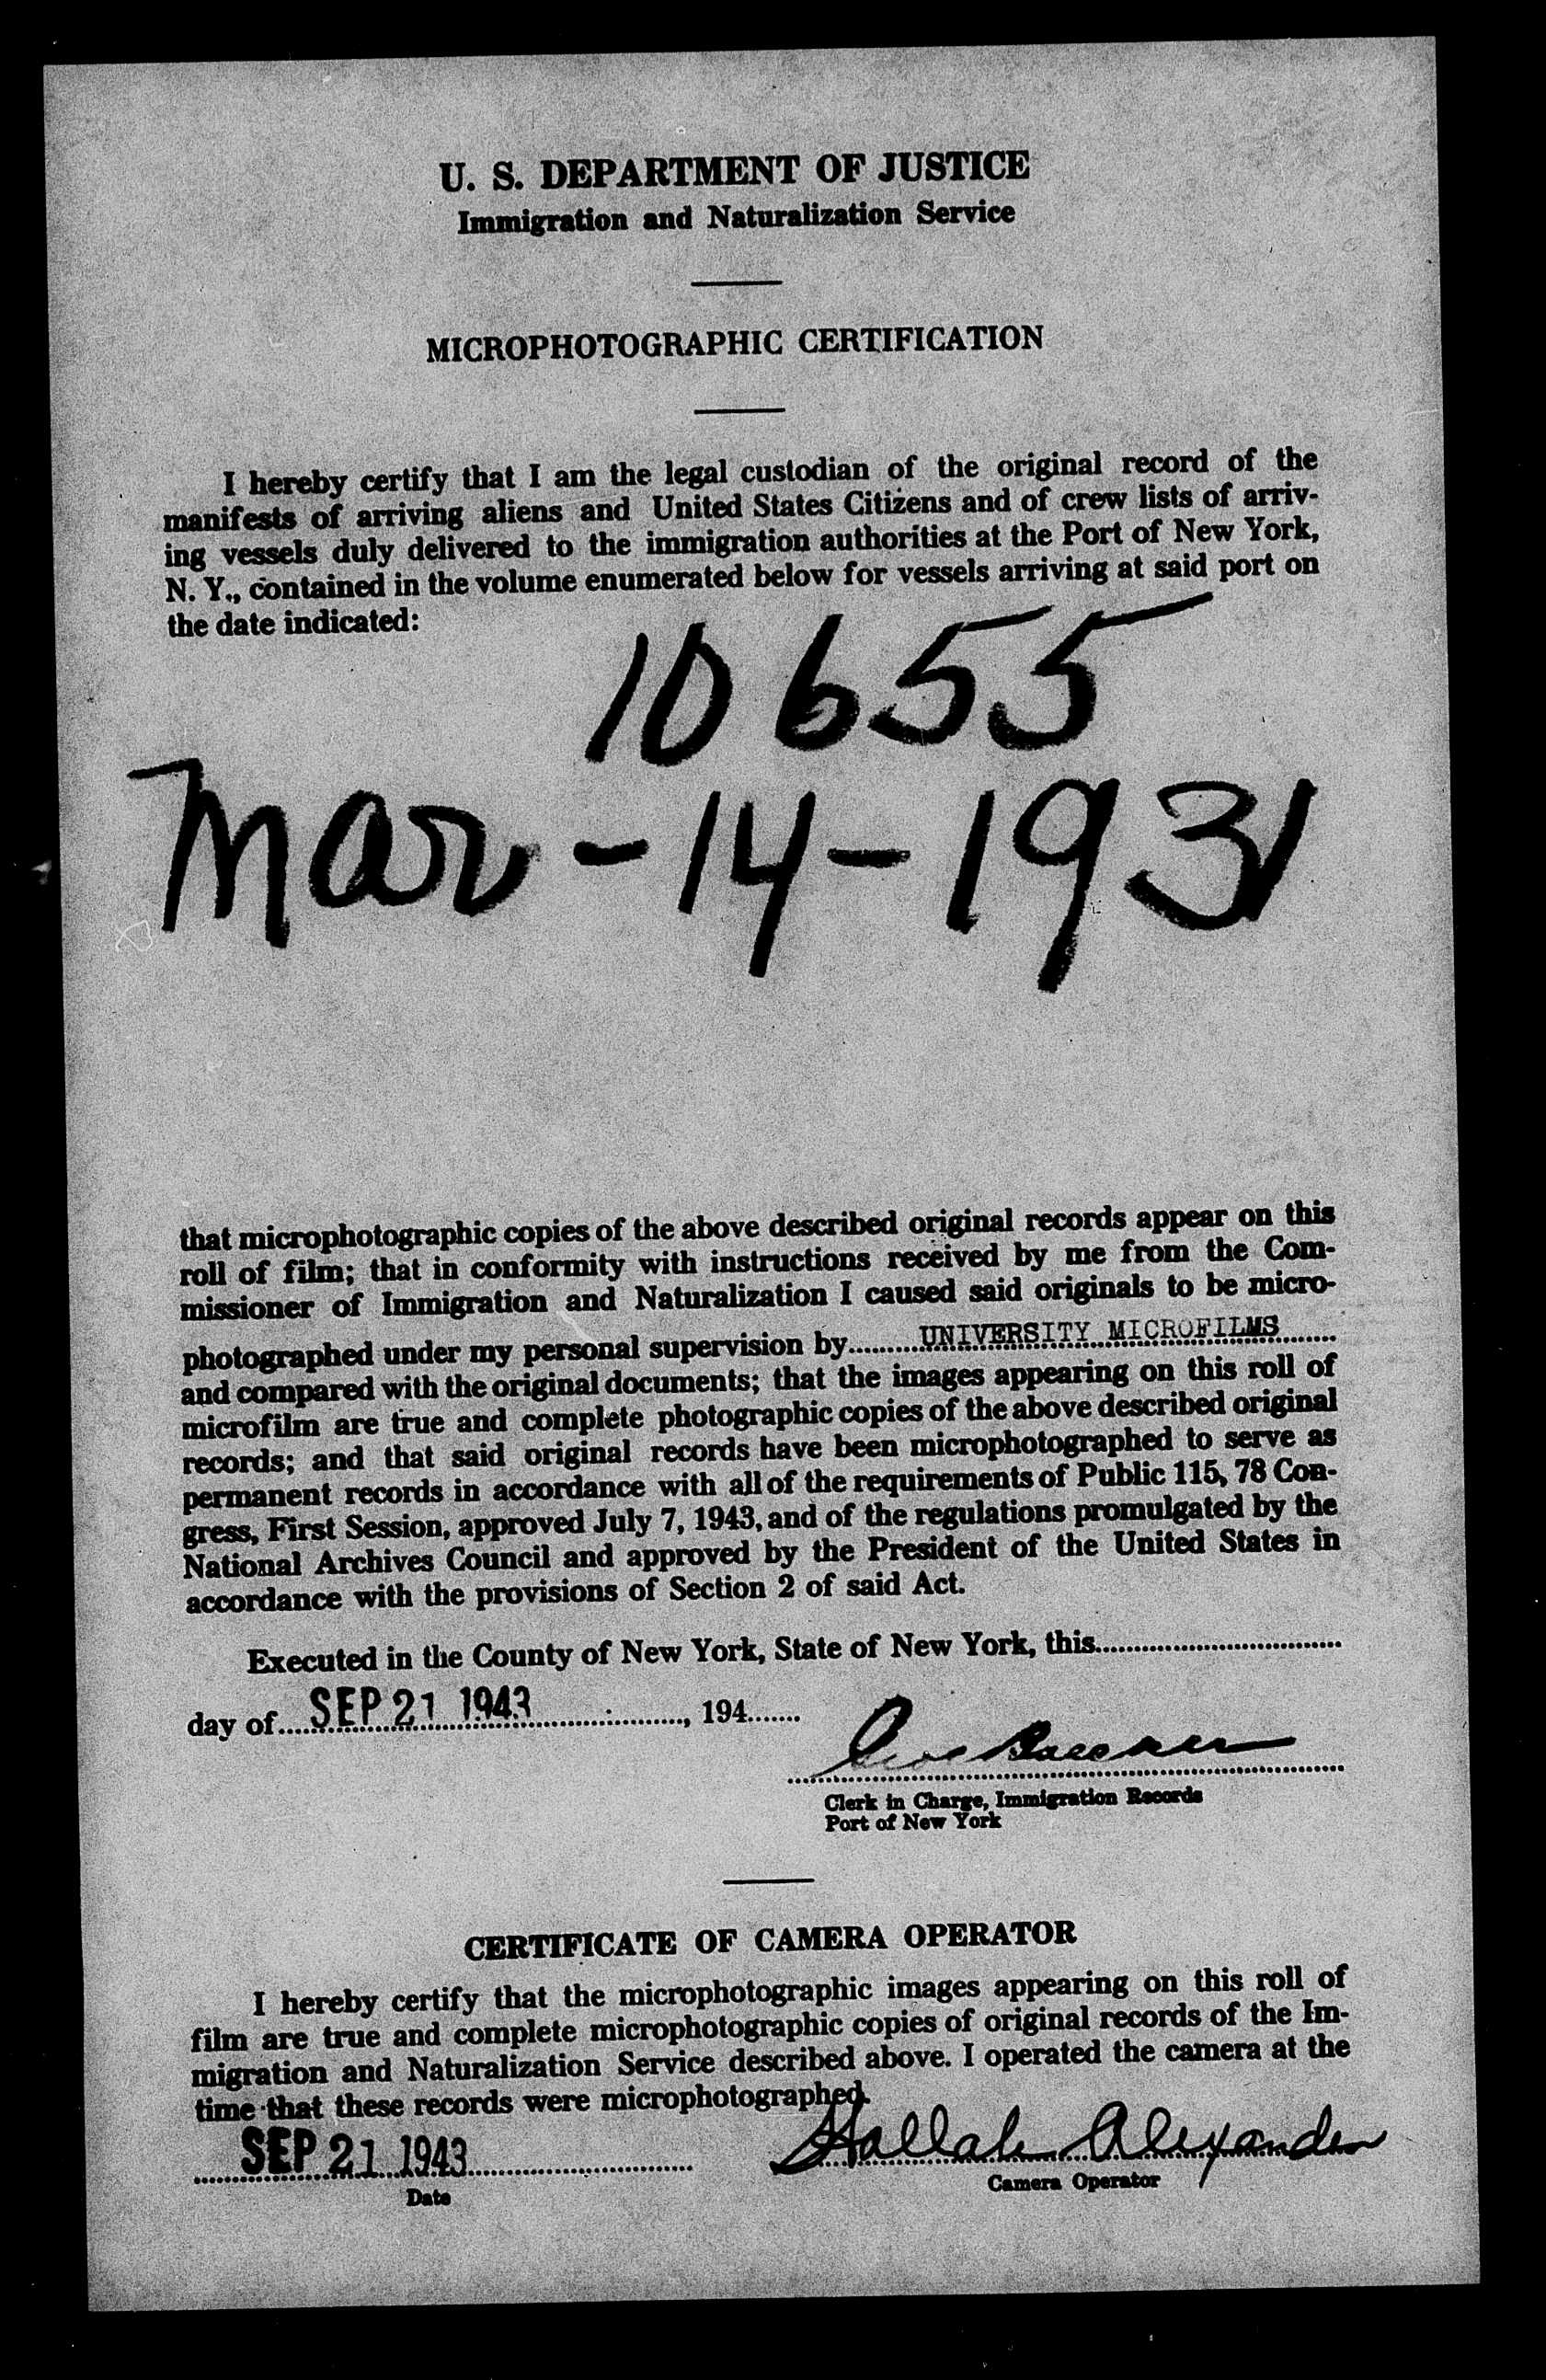 U. S. DEPARTMENT OF JUSTICE
Immigration and Naturalization Service
MICROPHOTOGRAPHIC CERTIFICATION
I hereby certify that I am the legal custodian of the original record of the
manifests of arriving aliens and United States Citizens and of crew lists of arriv-
ing vessels duly delivered to the immigration authorities at the Port of New York,
N. Y., contained in the volume enumerated below for vessels arriving at said port on
the date indicated:
10655
Mar - 14 - 1931
that microphotographic copies of the above described original records appear on this
roll of film; that in conformity with instructions received by me from the Com-
missioner of Immigration and Naturalization I caused said originals to be micro-
photographed under my personal supervision by UNIVERSITY MICROFILMS
and compared with the original documents; that the images appearing on this roll of
microfilm are true and complete photographic copies of the above described original
records; and that said original records have been microphotographed to serve as
permanent records in accordance with all of the requirements of Public 115, 78 Con-
gress, First Session, approved July 7, 1943, and of the regulations promulgated by the
National Archives Council and approved by the President of the United States in
accordance with the provisions of Section 2 of said Act.
Executed in the County of New York, State of New York, this
day of SEP 21 1943, 194
Clerk in Charge, Immigration Records
Port of New York
CERTIFICATE OF CAMERA OPERATOR
I hereby certify that the microphotographic images appearing on this roll of
film are true and complete microphotographic copies of original records of the Im-
migration and Naturalization Service described above. I operated the camera at the
time that these records were microphotographed.
SEP 21 1943 Hallah Alexander
Date
Camera Operator